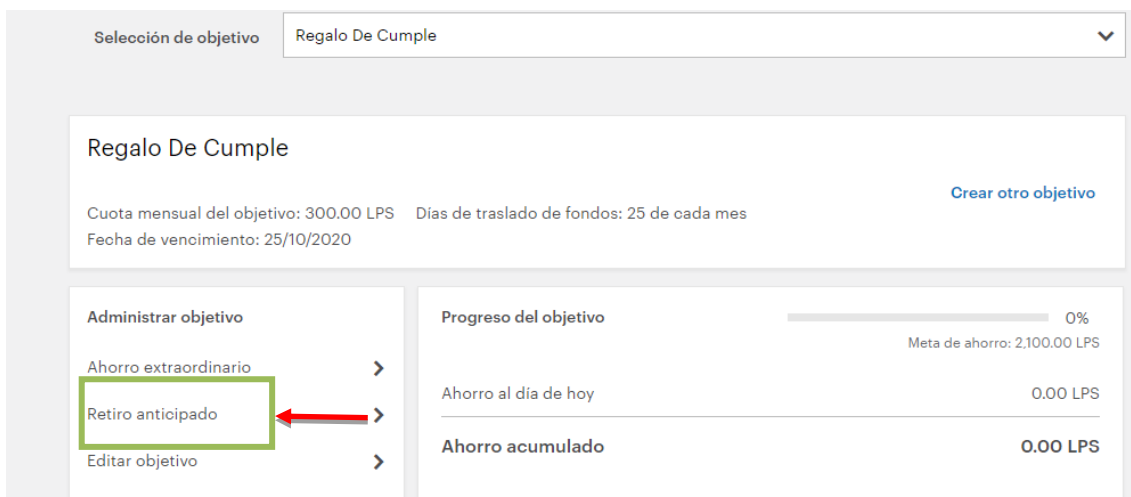 Selección de objetivo
Regalo De Cumple
Regalo De Cumple
Crear otro objetivo
Cuota mensual del objetivo: 300.00 LPS Días de traslado de fondos: 25 de cada mes
Fecha de vencimiento: 25/10/2020
Administrar objetivo
Ahorro extraordinario
Retiro anticipado
Editar objetivo
Progreso del objetivo
0%
Meta de ahorro: 2,100.00 LPS
Ahorro al día de hoy 0.00 LPS
Ahorro acumulado 0.00 LPS